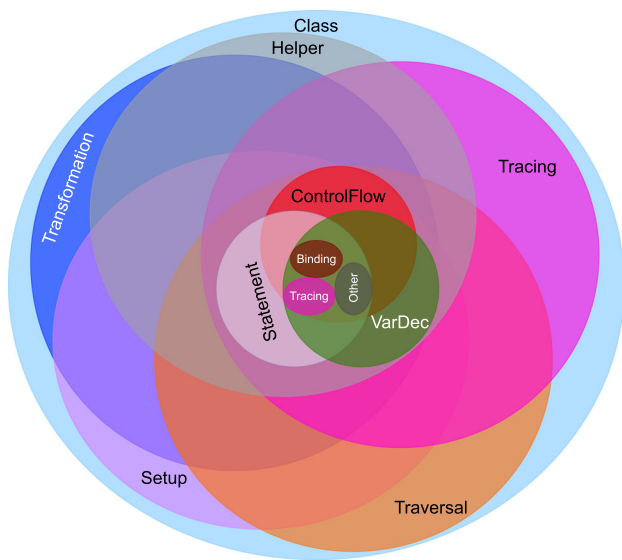 Class
Helper
Transformation
Tracing
ControlFlow
Statement
Binding
Tracing
Other
VarDec
Setup
Traversal